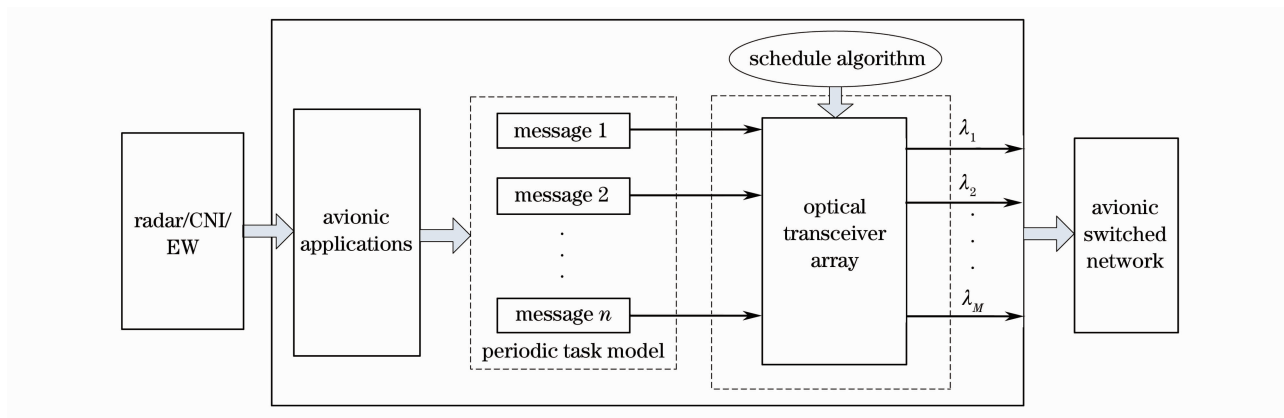 schedule algorithm
radar/CNI/
EW
avionic
applications
message 1
message 2
message n
periodic task model
optical
transceiver
array
λ1
λ2
λM
avionic
switched
network